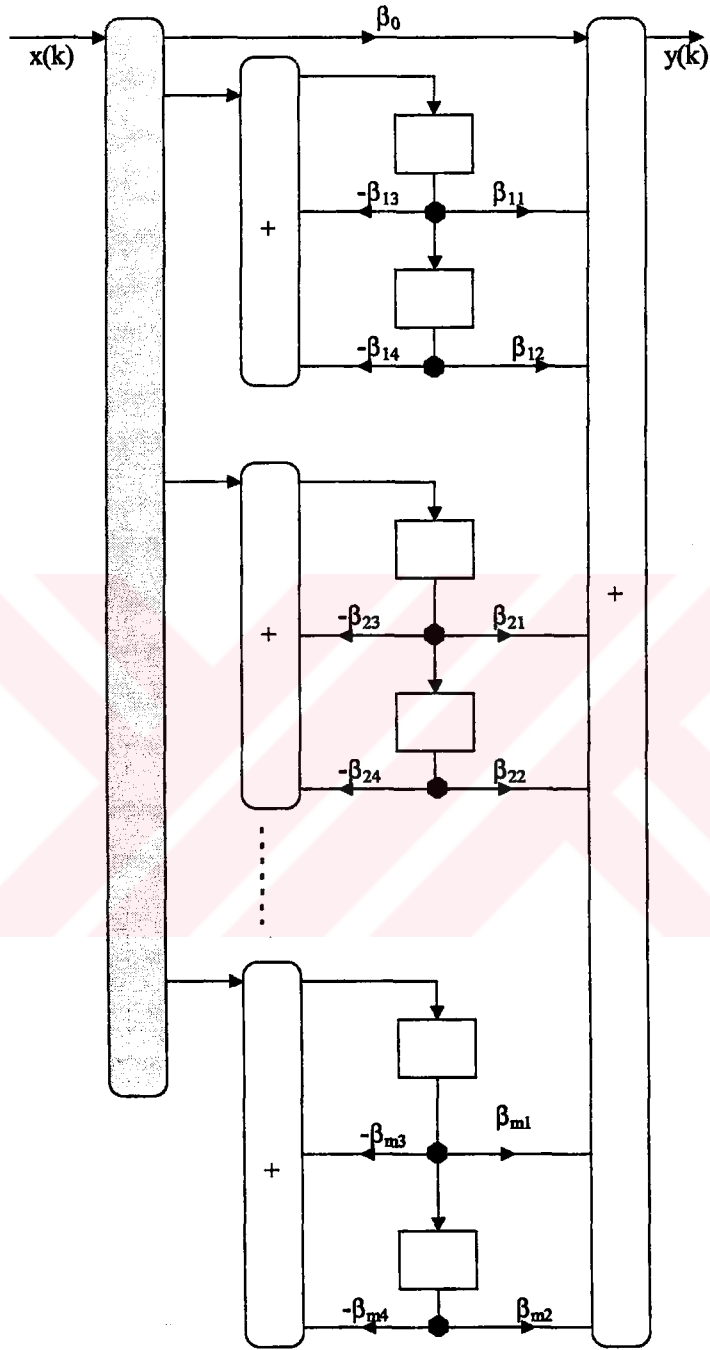 β₀
x(k)
y(k)
-β₁₃
β₁₁
+
-β₁₄
β₁₂
+
-β₂₃
β₂₁
+
-β₂₄
β₂₂
-βₘ₃
βₘ₁
+
-βₘ₄
βₘ₂